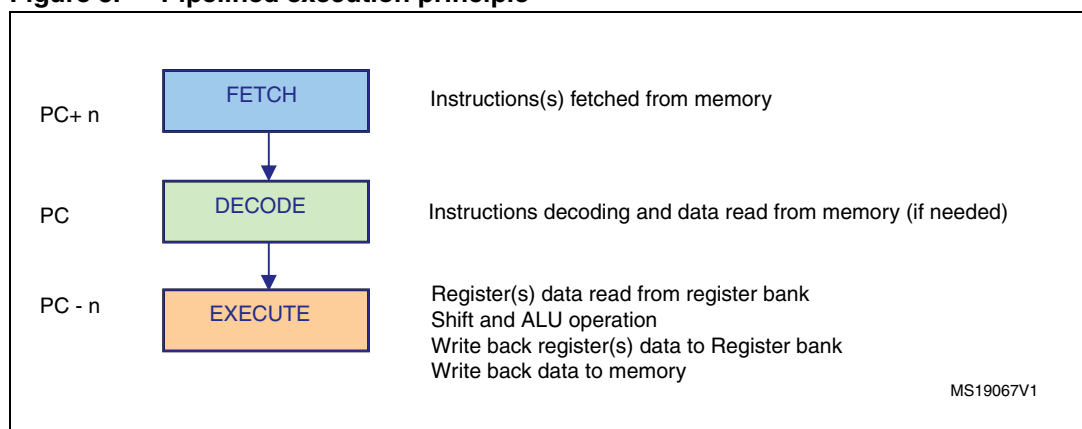 Figure 3. Pipelined execution principle
FETCH
PC+ n
Instructions(s) fetched from memory
DECODE
PC
Instructions decoding and data read from memory (if needed)
PC - n
EXECUTE
Register(s) data read from register bank
Shift and ALU operation
Write back register(s) data to Register bank
Write back data to memory
MS19067V1